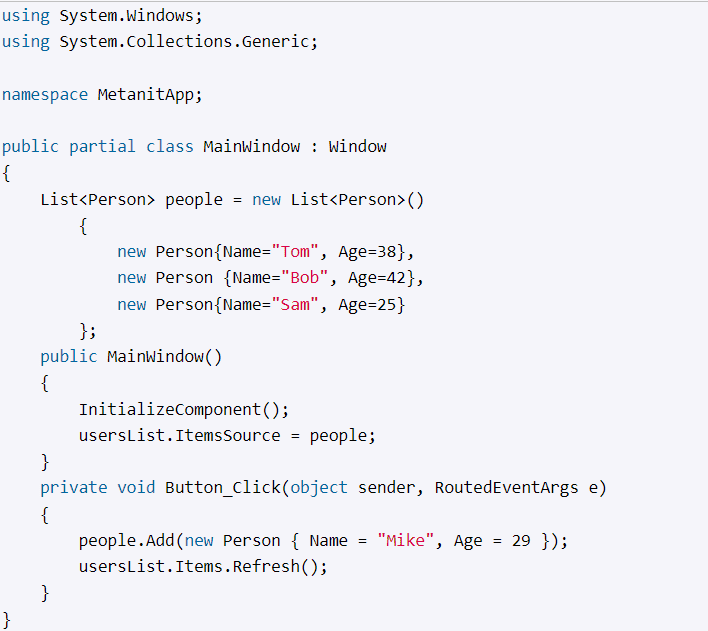 using System.Windows;
using System.Collections.Generic;

namespace MetanitApp;

public partial class MainWindow : Window
{
    List<Person> people = new List<Person>()
        {
            new Person{Name="Tom", Age=38},
            new Person {Name="Bob", Age=42},
            new Person{Name="Sam", Age=25}
        };
    public MainWindow()
    {
        InitializeComponent();
        usersList.ItemsSource = people;
    }
    private void Button_Click(object sender, RoutedEventArgs e)
    {
        people.Add(new Person { Name = "Mike", Age = 29 });
        usersList.Items.Refresh();
    }
}